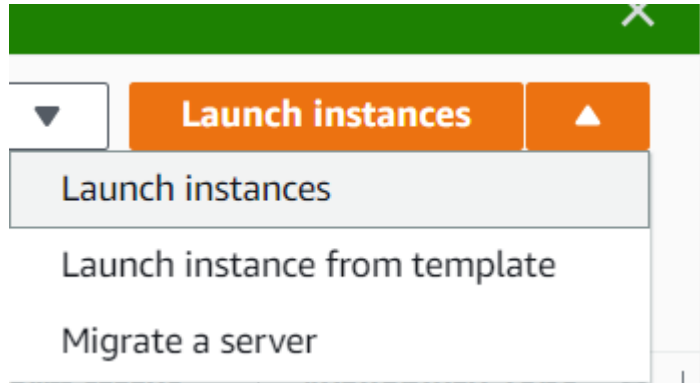 Launch instances
Launch instances
Launch instance from template
Migrate a server